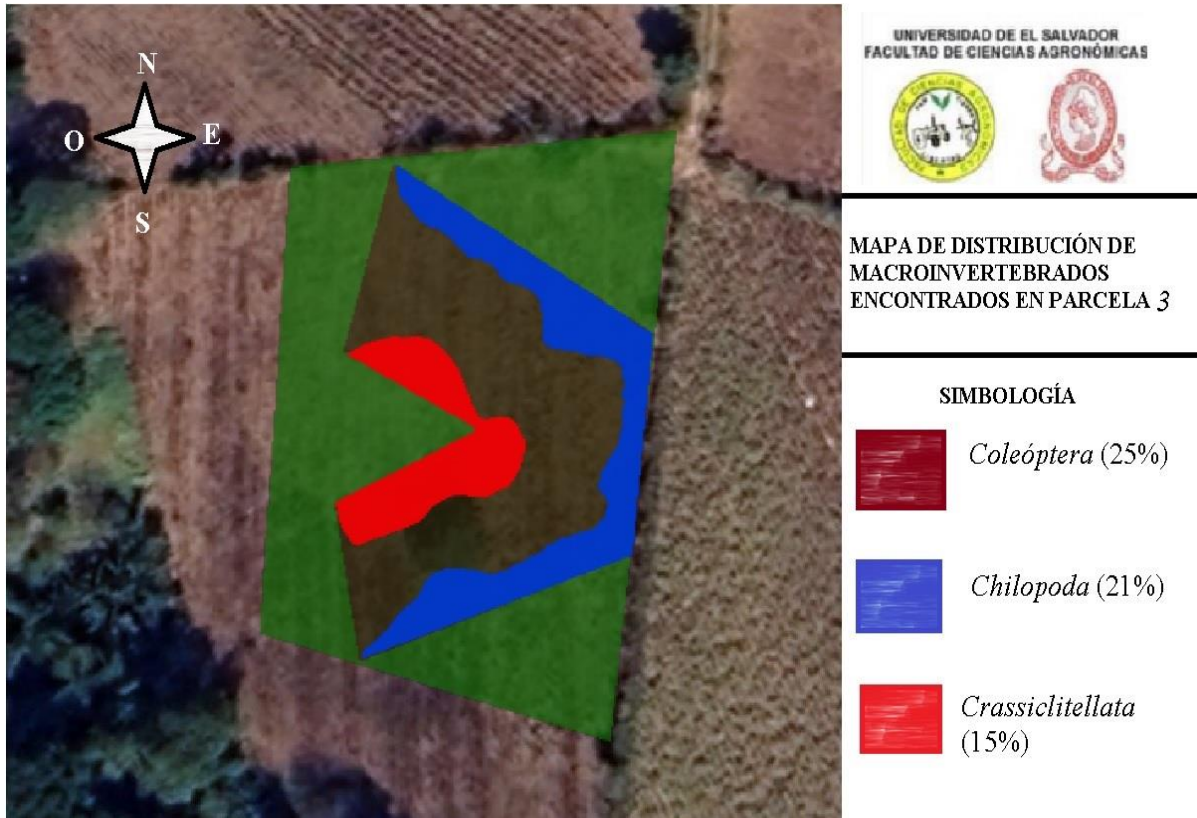 N
O
E
S
UNIVERSIDAD DE EL SALVADOR
FACULTAD DE CIENCIAS AGRONÓMICAS
MAPA DE DISTRIBUCIÓN DE
MACROINVERTEBRADOS
ENCONTRADOS EN PARCELA 3
SIMBOLOGÍA
Coleóptera (25%)
Chilopoda (21%)
Crassiclitellata
(15%)